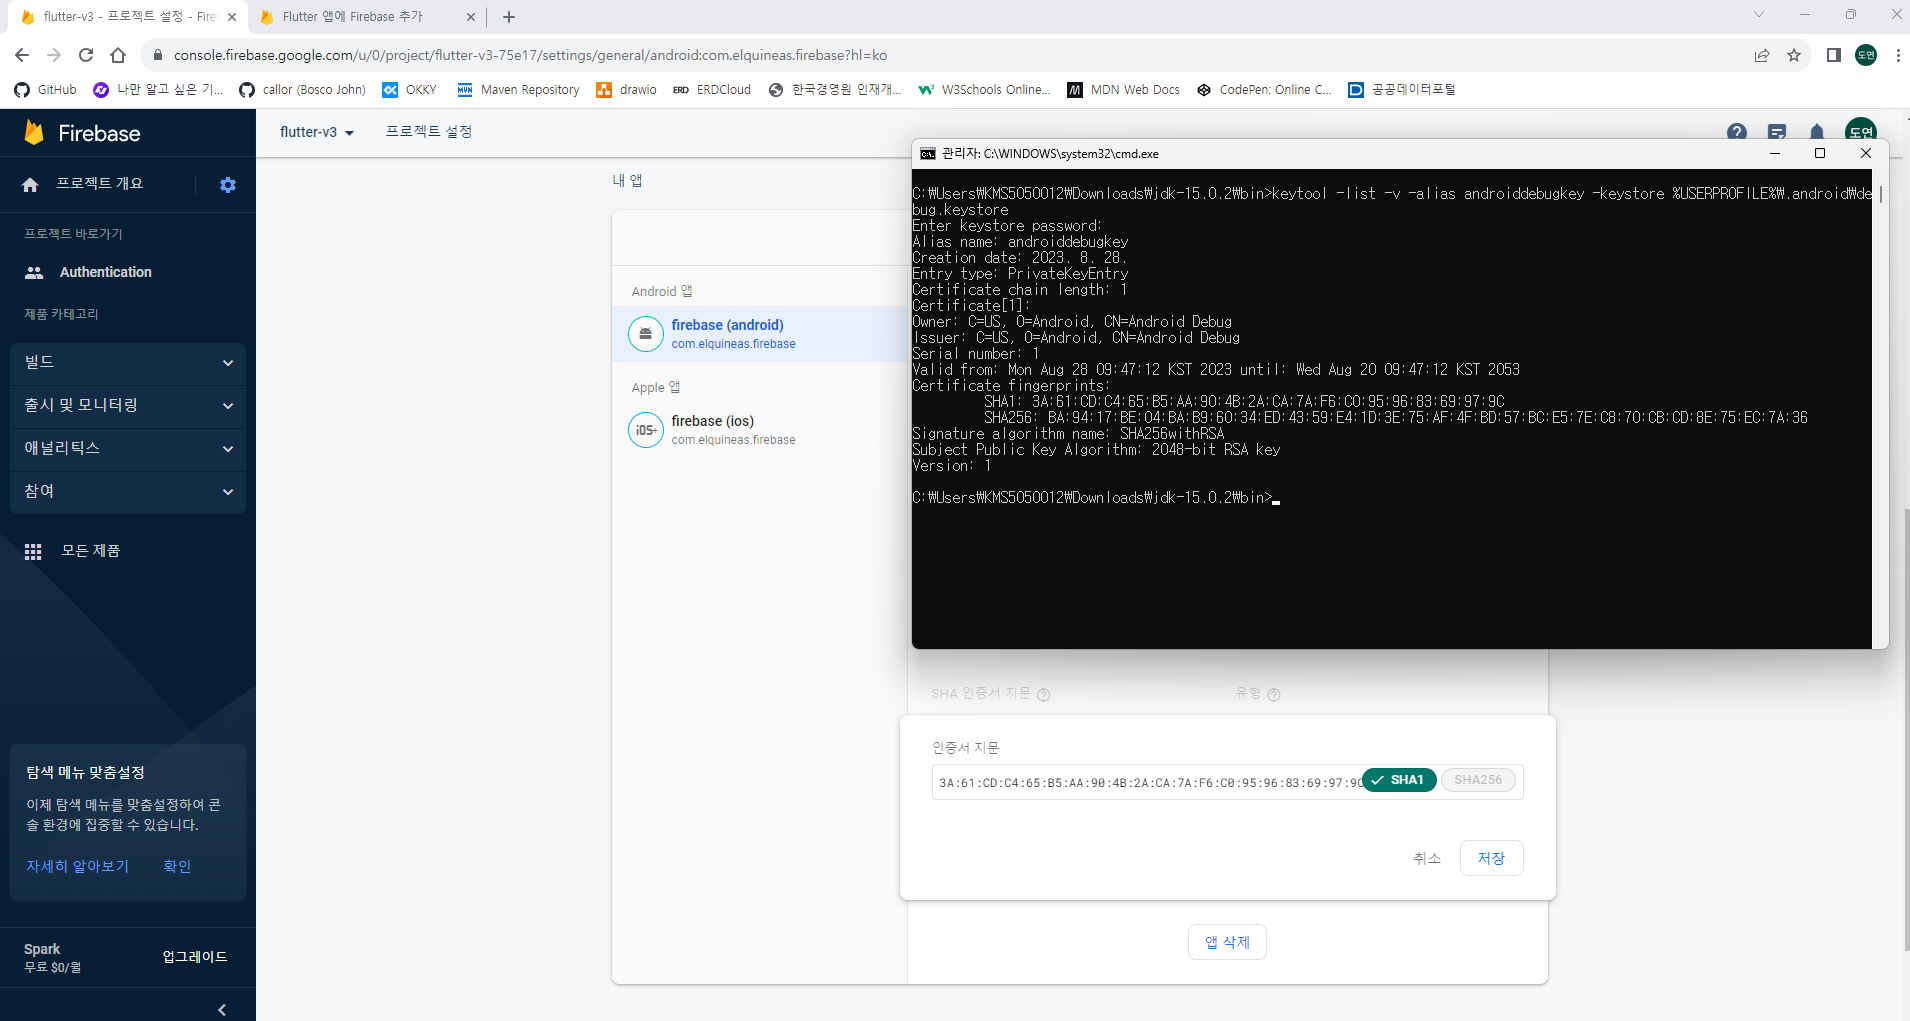 flutter-v3 - 프로젝트 설정 - Fire
Flutter 앱에 Firebase 추가
console.firebase.google.com/u/0/project/flutter-v3-75e17/settings/general/android:com.elquineas.firebase?hl=ko
도연
GitHub
나만 알고 싶은 기...
callor (Bosco John)
OKKY
Maven Repository
drawio
ERD ERDCloud
한국경영원 인재개...
W3Schools Online...
MDN Web Docs
CodePen: Online C...
공공데이터포털
Firebase
flutter-v3
프로젝트 설정
도연
프로젝트 개요
프로젝트 바로가기
Authentication
제품 카테고리
빌드
출시 및 모니터링
애널리틱스
참여
모든 제품
탐색 메뉴 맞춤설정
이제 탐색 메뉴를 맞춤설정하여 콘
솔 환경에 집중할 수 있습니다.
자세히 알아보기
확인
Spark
무료 $0/월
업그레이드
내 앱
Android 앱
firebase (android)
com.elquineas.firebase
Apple 앱
iOS+
firebase (ios)
com.elquineas.firebase
관리자: C:\WINDOWS\system32\cmd.exe
C:₩Users₩KMS5050012₩Downloads₩jdk-15.0.2₩bin>keytool -list -v -alias androiddebugkey -keystore %USERPROFILE%₩.android₩de
bug.keystore
Enter keystore password:
Alias name: androiddebugkey
Creation date: 2023. 8. 28.
Entry type: PrivateKeyEntry
Certificate chain length: 1
Certificate[1]:
Owner: C=US, O=Android, CN=Android Debug
Issuer: C=US, O=Android, CN=Android Debug
Serial number: 1
Valid from: Mon Aug 28 09:47:12 KST 2023 until: Wed Aug 20 09:47:12 KST 2053
Certificate fingerprints:
SHA1: 3A:61:CD:C4:65:B5:AA:90:4B:2A:CA:7A:F6:C0:95:96:83:69:97:9C
SHA256: BA:94:17:BE:04:BA:B9:60:34:ED:43:59:E4:1D:3E:75:AF:4F:BD:57:BC:E5:7E:C8:70:CB:CD:8E:75:EC:7A:36
Signature algorithm name: SHA256withRSA
Subject Public Key Algorithm: 2048-bit RSA key
Version: 1
C:₩Users₩KMS5050012₩Downloads₩jdk-15.0.2₩bin>
SHA 인증서 지문
유형
인증서 지문
3A:61:CD:C4:65:B5:AA:90:4B:2A:CA:7A:F6:C0:95:96:83:69:97:9C
SHA1
SHA256
취소
저장
앱 삭제